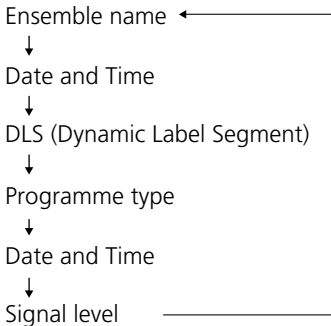 Ensemble name
Date and Time
DLS (Dynamic Label Segment)
Programme type
Date and Time
Signal level